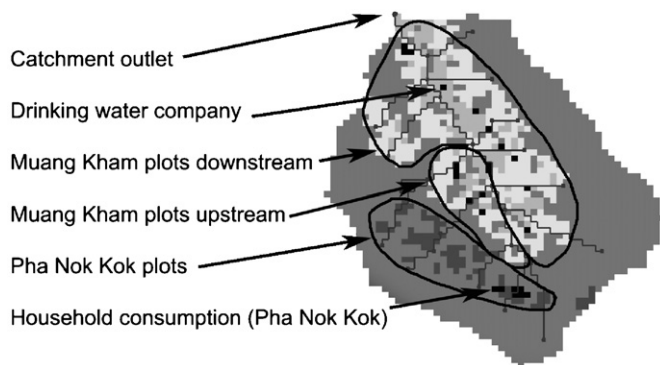 Catchment outlet
Drinking water company
Muang Kham plots downstream
Muang Kham plots upstream
Pha Nok Kok plots
Household consumption (Pha Nok Kok)